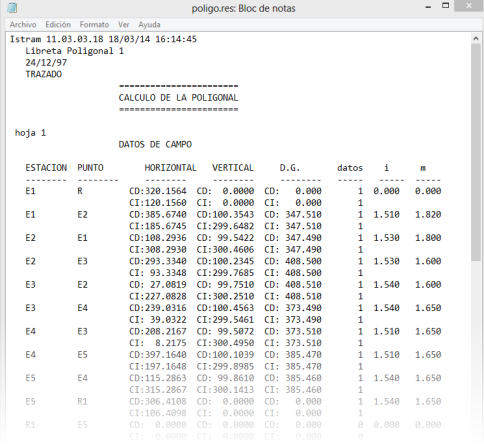 poligo.res: Bloc de notas
Archivo Edición Formato Ver Ayuda
Istram 11.03.03.18 18/03/14 16:14:45
Libreta Poligonal 1
24/12/97
TRAZADO
=======================
CALCULO DE LA POLIGONAL
=======================
hoja 1
DATOS DE CAMPO
ESTACION PUNTO HORIZONTAL VERTICAL D.G. datos i m
-------- -------- -------- -------- -------- ----- ----- -----
E1 R CD:320.1564 CD: 0.0000 CD: 0.000 1 0.000 0.000
CI:120.1560 CI: 0.0000 CI: 0.000 1
E1 E2 CD:385.6740 CD:100.3543 CD: 347.510 1 1.510 1.820
CI:185.6745 CI:299.6482 CI: 347.510 1
E2 E1 CD:108.2936 CD: 99.5422 CD: 347.490 1 1.530 1.800
CI:308.2930 CI:300.4606 CI: 347.490 1
E2 E3 CD:293.3340 CD:100.2345 CD: 408.500 1 1.530 1.600
CI: 93.3348 CI:299.7685 CI: 408.500 1
E3 E2 CD: 27.0819 CD: 99.7510 CD: 408.510 1 1.540 1.600
CI:227.0828 CI:300.2510 CI: 408.510 1
E3 E4 CD:239.0316 CD:100.4563 CD: 373.490 1 1.540 1.650
CI: 39.0322 CI:299.5461 CI: 373.490 1
E4 E3 CD:208.2167 CD: 99.5072 CD: 373.510 1 1.510 1.650
CI: 8.2175 CI:300.4950 CI: 373.510 1
E4 E5 CD:397.1640 CD:100.1039 CD: 385.470 1 1.510 1.650
CI:197.1648 CI:299.8985 CI: 385.470 1
E5 E4 CD:115.2863 CD: 99.8610 CD: 385.460 1 1.540 1.650
CI:315.2867 CI:300.1413 CI: 385.460 1
E5 R1 CD:306.4108 CD: 0.0000 CD: 0.000 1 1.540 1.650
CI:106.4098 CI: 0.0000 CI: 0.000 1
R1 E5 CD: 0.0000 CD: 0.0000 CD: 0.000 0 0.000 0.000
CI: 0.0000 CI: 0.0000 CI: 0.000 0